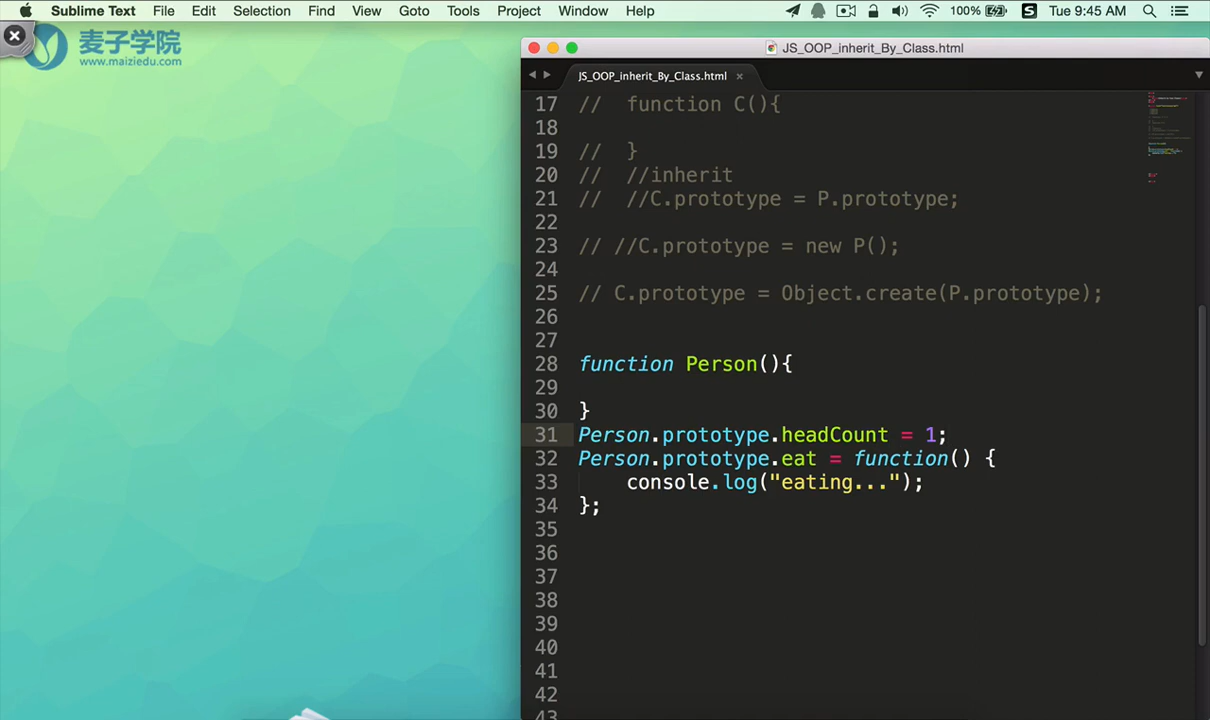 Sublime Text File Edit Selection Find View Goto Tools Project Window Help 100% S Tue 9:45 AM
麦子学院
www.maiziedu.com
JS_OOP_inherit_By_Class.html
JS_OOP_inherit_By_Class.html ×
17 // function C(){
18
19 // }
20 // //inherit
21 // //C.prototype = P.prototype;
22
23 // //C.prototype = new P();
24
25 // C.prototype = Object.create(P.prototype);
26
27
28 function Person(){
29
30 }
31 Person.prototype.headCount = 1;
32 Person.prototype.eat = function() {
33 console.log("eating...");
34 };
35
36
37
38
39
40
41
42
43